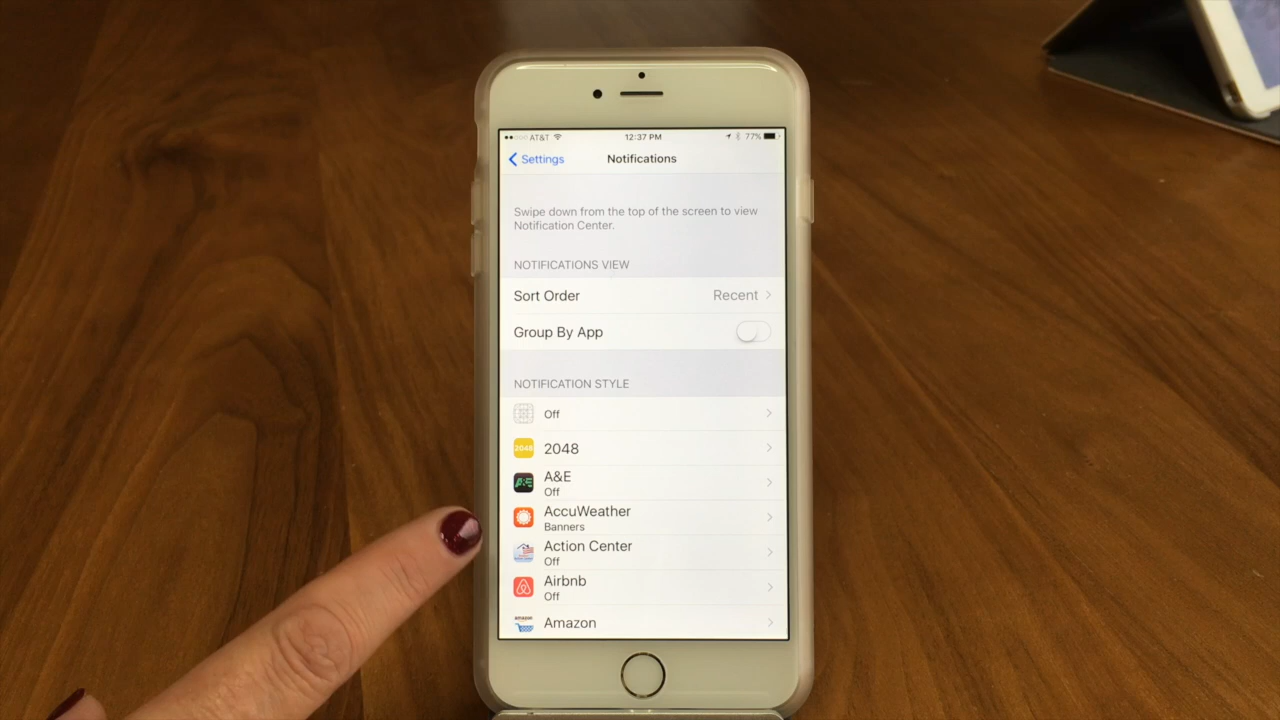 AT&T 12:37 PM 77%
Settings Notifications
Swipe down from the top of the screen to view
Notification Center.
NOTIFICATIONS VIEW
Sort Order Recent
Group By App
NOTIFICATION STYLE
Off
2048 2048
A&E
Off
AccuWeather
Banners
Action Center
Off
Airbnb
Off
amazon Amazon